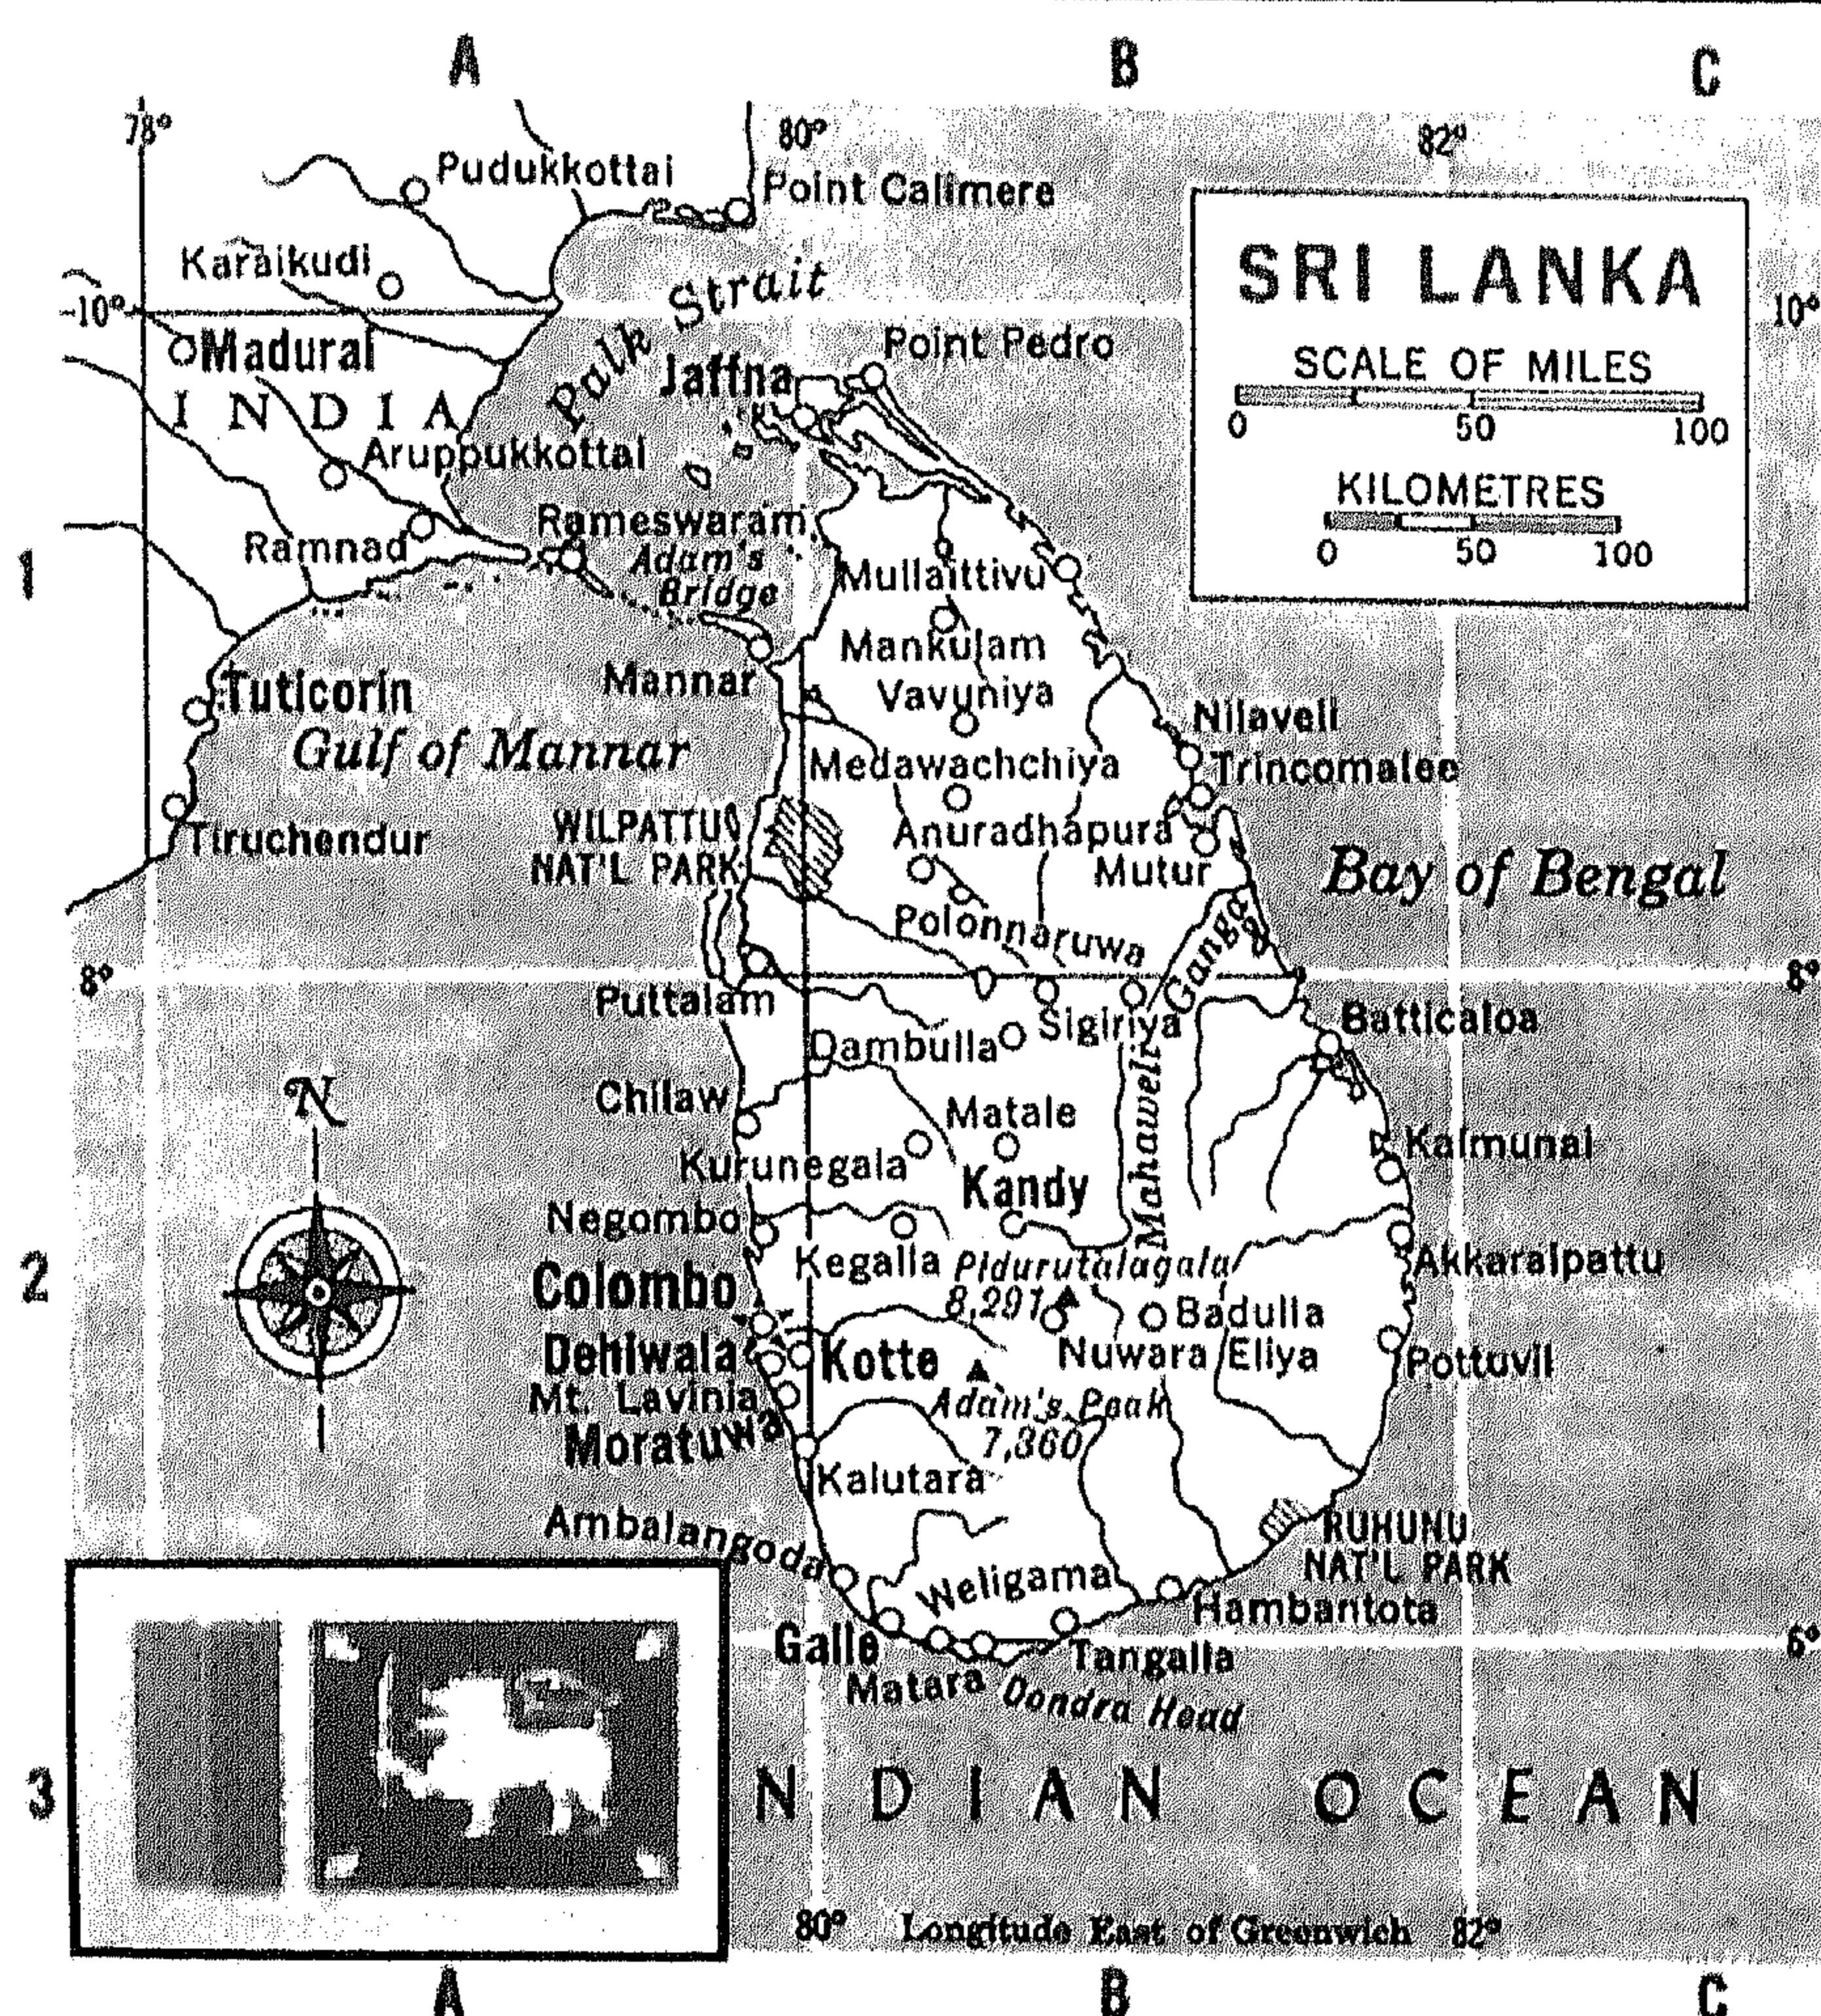 A B C
78° 80° 82°
Pudukkottai
Point Calimere
Karaikudi
Palk Strait
SRI LANKA
10° 10°
Madurai
Point Pedro
SCALE OF MILES
Jaffna
INDIA
0 50 100
Aruppukkottai
KILOMETRES
Rameswaram
Ramnad
Adam's
0 50 100
1
Bridge
Mullaittivu
Mankulam
Mannar
Tuticorin
Vavuniya
Nilaveli
Gulf of Mannar
Medawachchiya
Trincomalee
WILPATTU
NAT'L PARK
Anuradhapura
Tiruchendur
Mutur
Bay of Bengal
Polonnaruwa
8° 8°
Puttalam
Mahaweli Ganga
Sigiriya
Batticaloa
Dambulla
N
Chilaw
Matale
Kalmunai
Kurunegala
Kandy
Negombo
2
Kegalla
Pidurutalagala
8,291
Akkaraipattu
Colombo
Badulla
Dehiwala
Kotte
Nuwara Eliya
Pottuvil
Mt. Lavinia
Adam's Peak
7,360
Moratuwa
Kalutara
Ambalangoda
RUHUNU
NAT'L PARK
Weligama
Hambantota
Galle
Tangalla
6°
Matara
Dondra Head
3
NDIAN OCEAN
80° Longitude East of Greenwich 82°
A B C